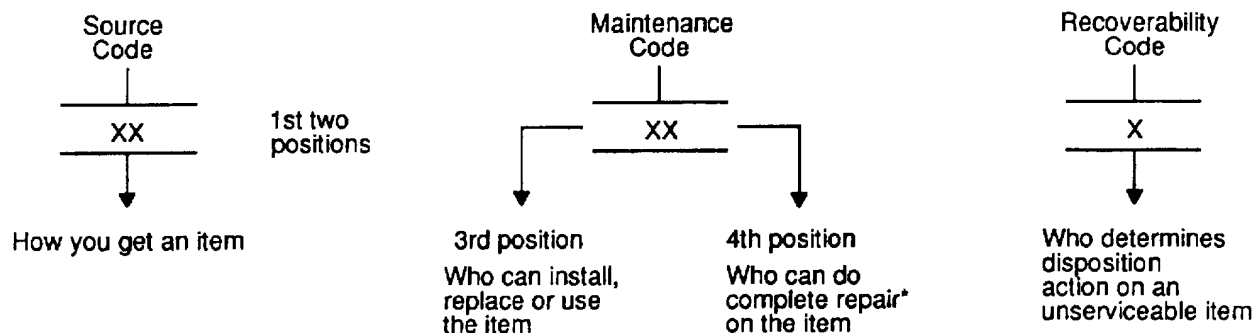 Source
Code
XX
1st two
positions
How you get an item
Maintenance
Code
XX
3rd position
Who can install,
replace or use
the item
4th position
Who can do
complete repair*
on the item
Recoverability
Code
X
Who determines
disposition
action on an
unserviceable item